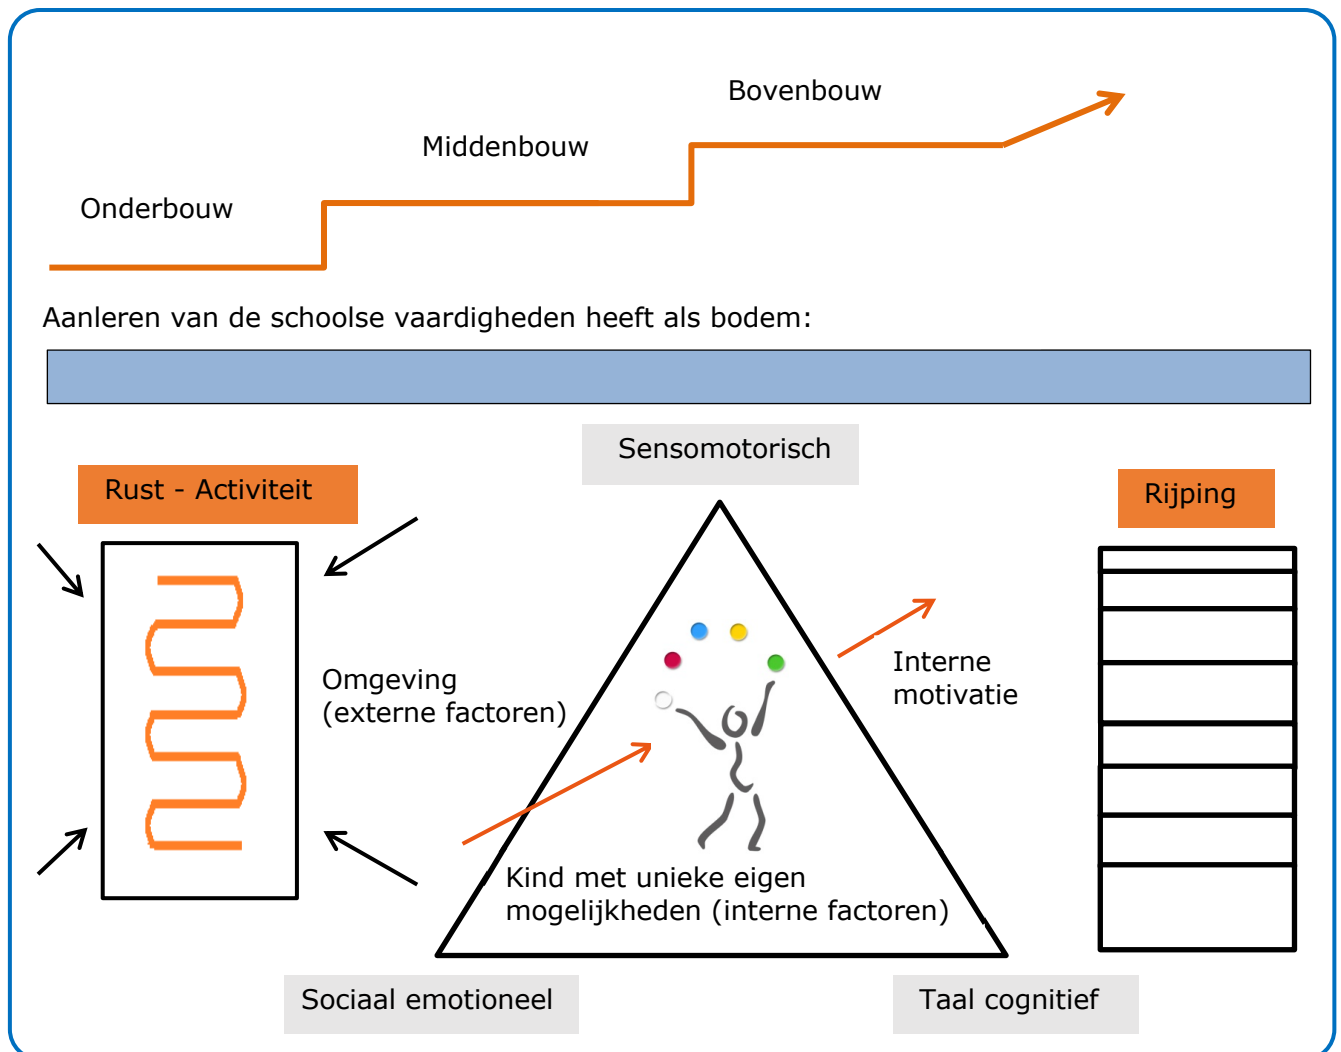 Bovenbouw
Middenbouw
Onderbouw
Aanleren van de schoolse vaardigheden heeft als bodem:
Sensomotorisch
Rust - Activiteit
Rijping
Omgeving
(externe factoren)
Interne
motivatie
Kind met unieke eigen
mogelijkheden (interne factoren)
Sociaal emotioneel
Taal cognitief